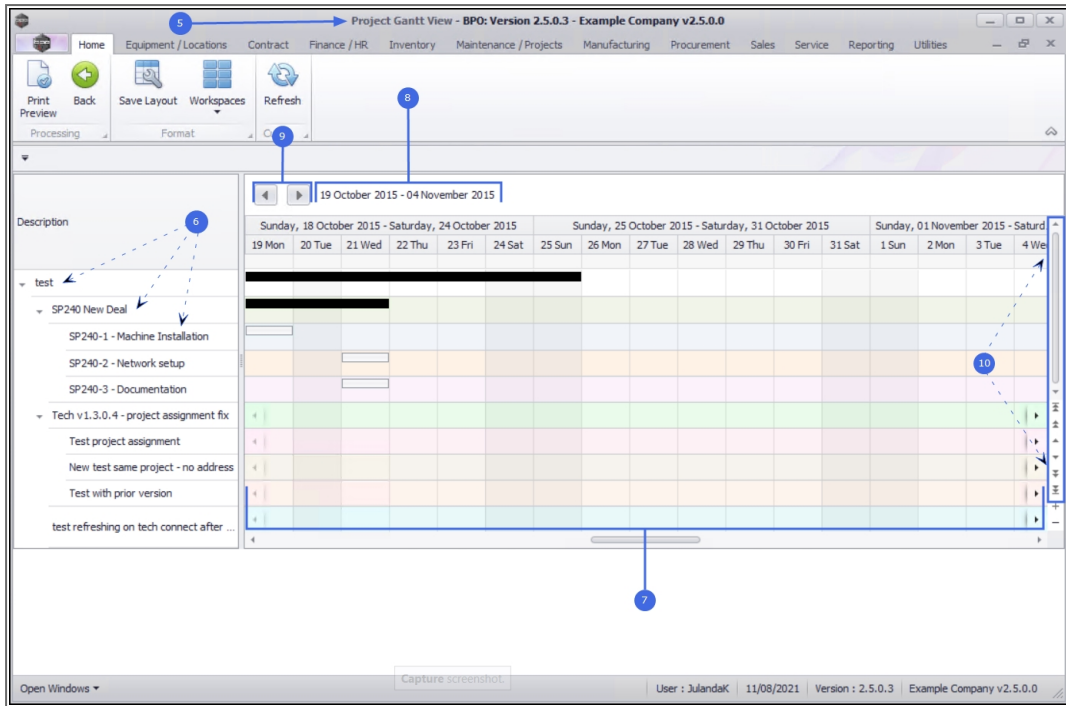 5
Project Gantt View - BPO: Version 2.5.0.3 - Example Company v2.5.0.0
Home Equipment / Locations Contract Finance / HR Inventory Maintenance / Projects Manufacturing Procurement Sales Service Reporting Utilities
Print Preview Back Save Layout Workspaces Refresh
8
Processing Format
9
19 October 2015 - 04 November 2015
Description
6
Sunday, 18 October 2015 - Saturday, 24 October 2015 Sunday, 25 October 2015 - Saturday, 31 October 2015 Sunday, 01 November 2015 - Saturd
19 Mon 20 Tue 21 Wed 22 Thu 23 Fri 24 Sat 25 Sun 26 Mon 27 Tue 28 Wed 29 Thu 30 Fri 31 Sat 1 Sun 2 Mon 3 Tue 4 We
test
SP240 New Deal
SP240-1 - Machine Installation
SP240-2 - Network setup
10
SP240-3 - Documentation
Tech v1.3.0.4 - project assignment fix
Test project assignment
New test same project - no address
Test with prior version
test refreshing on tech connect after ...
7
Capture screenshot.
Open Windows User : JulandaK 11/08/2021 Version : 2.5.0.3 Example Company v2.5.0.0